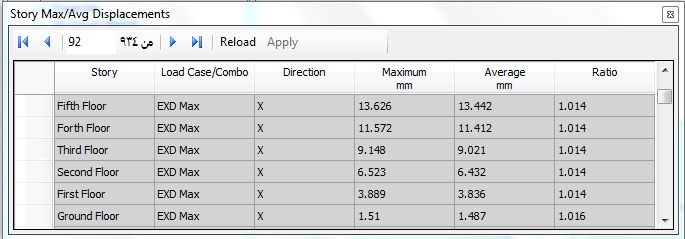 Story Max/Avg Displacements
92 من ٩٣٤ Reload Apply
Story Load Case/Combo Direction Maximum mm Average mm Ratio
Fifth Floor EXD Max X 13.626 13.442 1.014
Forth Floor EXD Max X 11.572 11.412 1.014
Third Floor EXD Max X 9.148 9.021 1.014
Second Floor EXD Max X 6.523 6.432 1.014
First Floor EXD Max X 3.889 3.836 1.014
Ground Floor EXD Max X 1.51 1.487 1.016